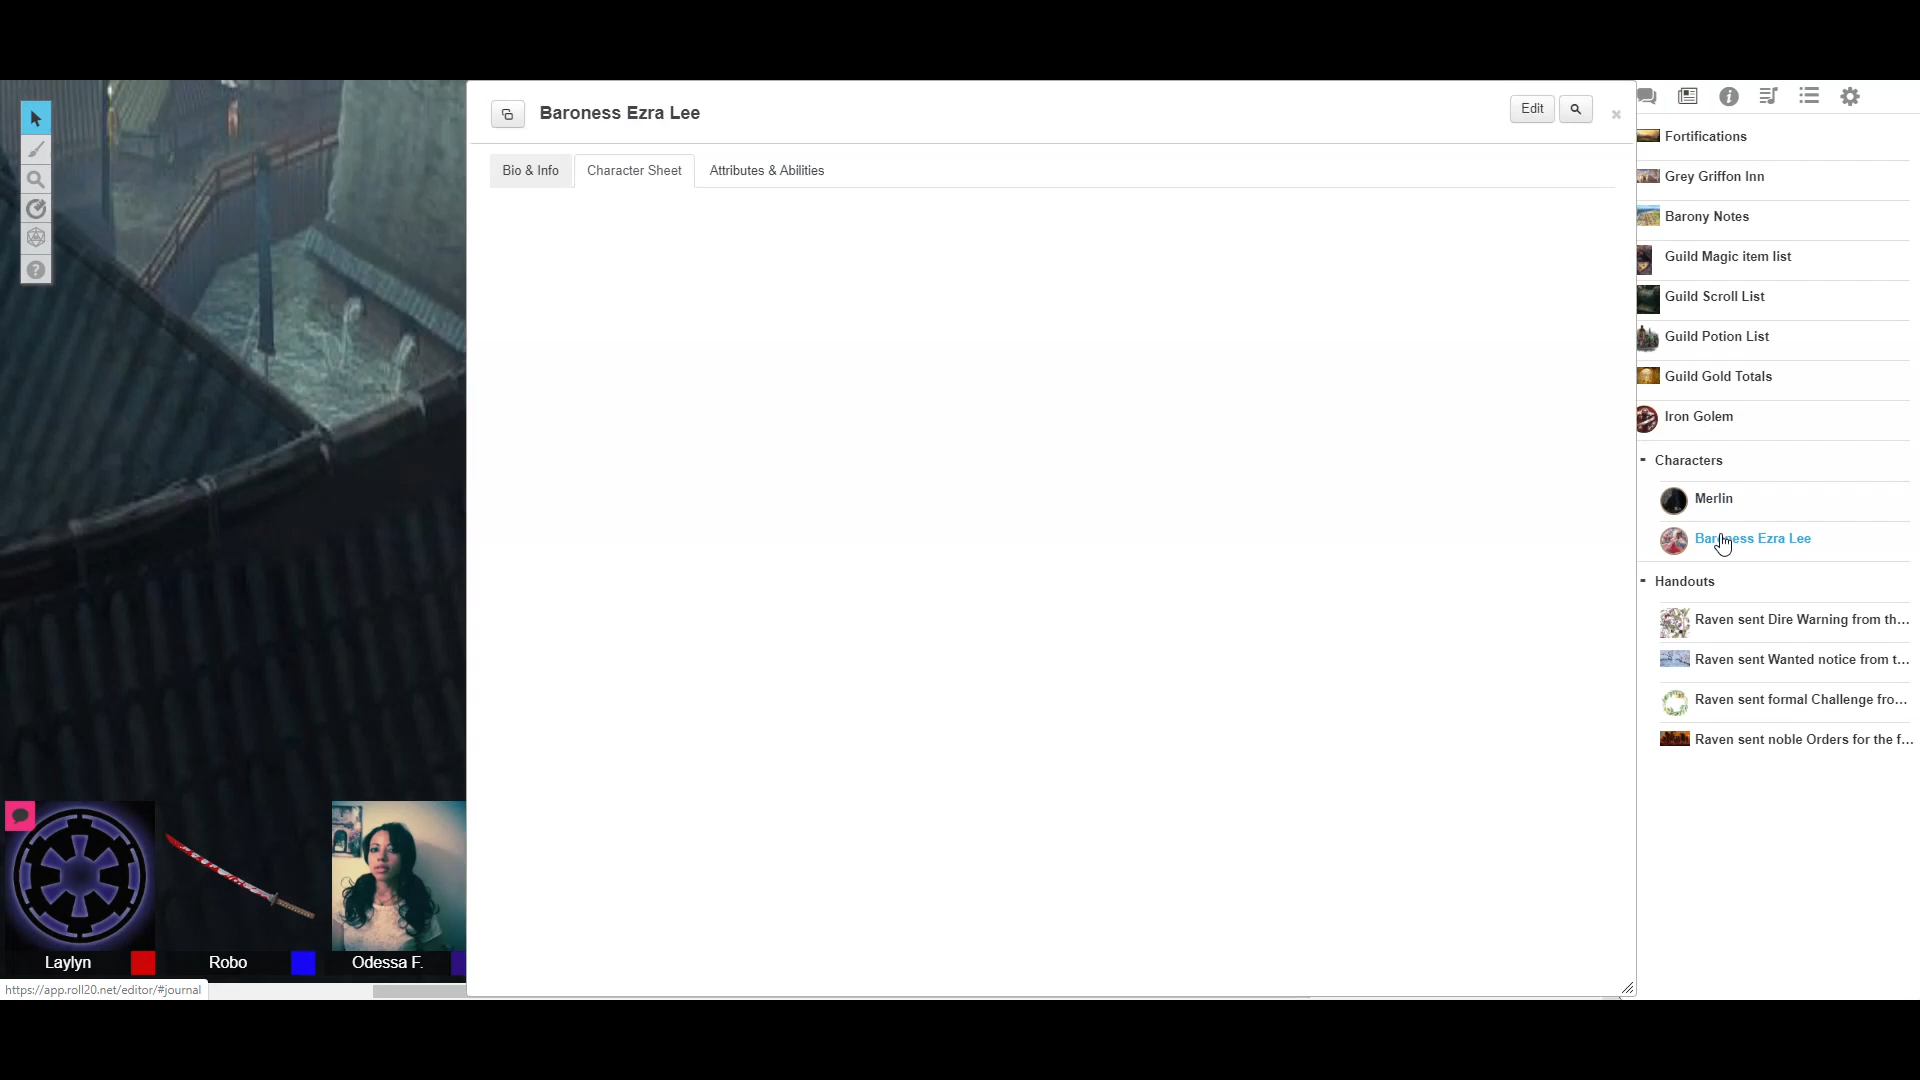 Baroness Ezra Lee
Edit
Bio & Info
Character Sheet
Attributes & Abilities
Fortifications
Grey Griffon Inn
Barony Notes
Guild Magic item list
Guild Scroll List
Guild Potion List
Guild Gold Totals
Iron Golem
Characters
Merlin
Baroness Ezra Lee
Handouts
Raven sent Dire Warning from th...
Raven sent Wanted notice from t...
Raven sent formal Challenge fro...
Raven sent noble Orders for the f...
Laylyn
Robo
Odessa F.
https://app.roll20.net/editor/#journal